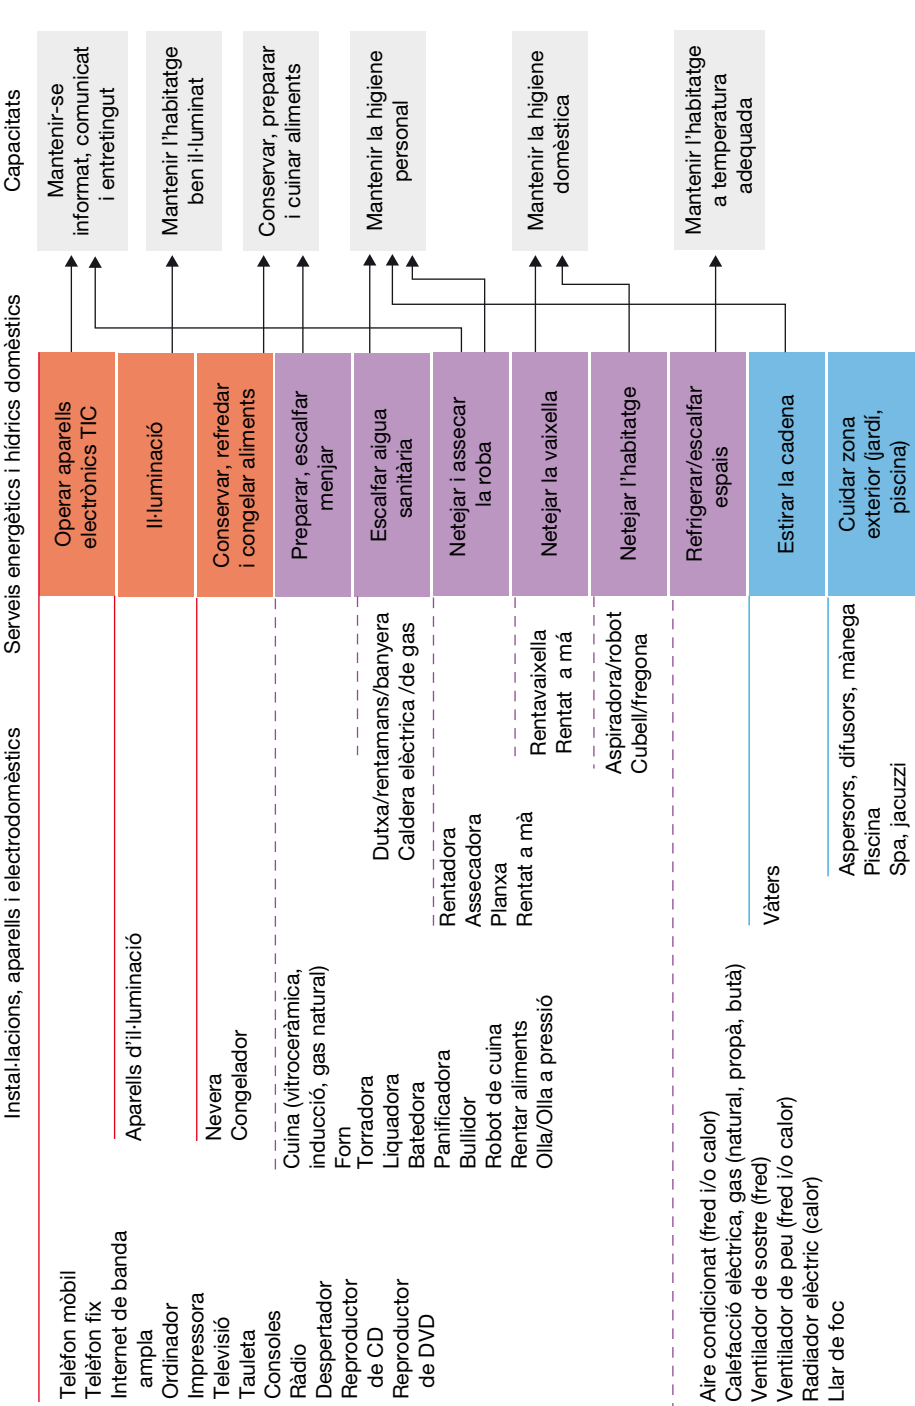 Capacitats
Mantenir-se
informat, comunicat
i entretingut
Mantenir l'habitatge
ben il·luminat
Conservar, preparar
i cuinar aliments
Mantenir la higiene
personal
Mantenir la higiene
domèstica
Mantenir l'habitatge
a temperatura
adequada
Serveis energètics i hídrics domèstics
Operar aparells
electrònics TIC
Il·luminació
Conservar, refredar
i congelar aliments
Preparar, escalfar
menjar
Escalfar aigua
sanitària
Netejar i assecar
la roba
Netejar la vaixella
Netejar l'habitatge
Refrigerar/escalfar
espais
Estirar la cadena
Cuidar zona
exterior (jardí,
piscina)
Instal.lacions, aparells i electrodomèstics
Telèfon mòbil
Telèfon fix
Internet de banda
ampla
Ordinador
Impressora
Televisió
Tauleta
Consoles
Ràdio
Despertador
Reproductor
de CD
Reproductor
de DVD
Aparells d'il·luminació
Nevera
Congelador
Cuina (vitroceràmica,
inducció, gas natural)
Forn
Torradora
Liquadora
Batedora
Panificadora
Bullidor
Robot de cuina
Rentar aliments
Olla/Olla a pressió
Dutxa/rentamans/banyera
Caldera elèctrica /de gas
Rentadora
Assecadora
Planxa
Rentat a mà
Rentavaixella
Rentat a má
Aspiradora/robot
Cubell/fregona
Aire condicionat (fred i/o calor)
Calefacció elèctrica, gas (natural, propà, butà)
Ventilador de sostre (fred)
Ventilador de peu (fred i/o calor)
Radiador elèctric (calor)
Llar de foc
Vàters
Aspersors, difusors, mànega
Piscina
Spa, jacuzzi